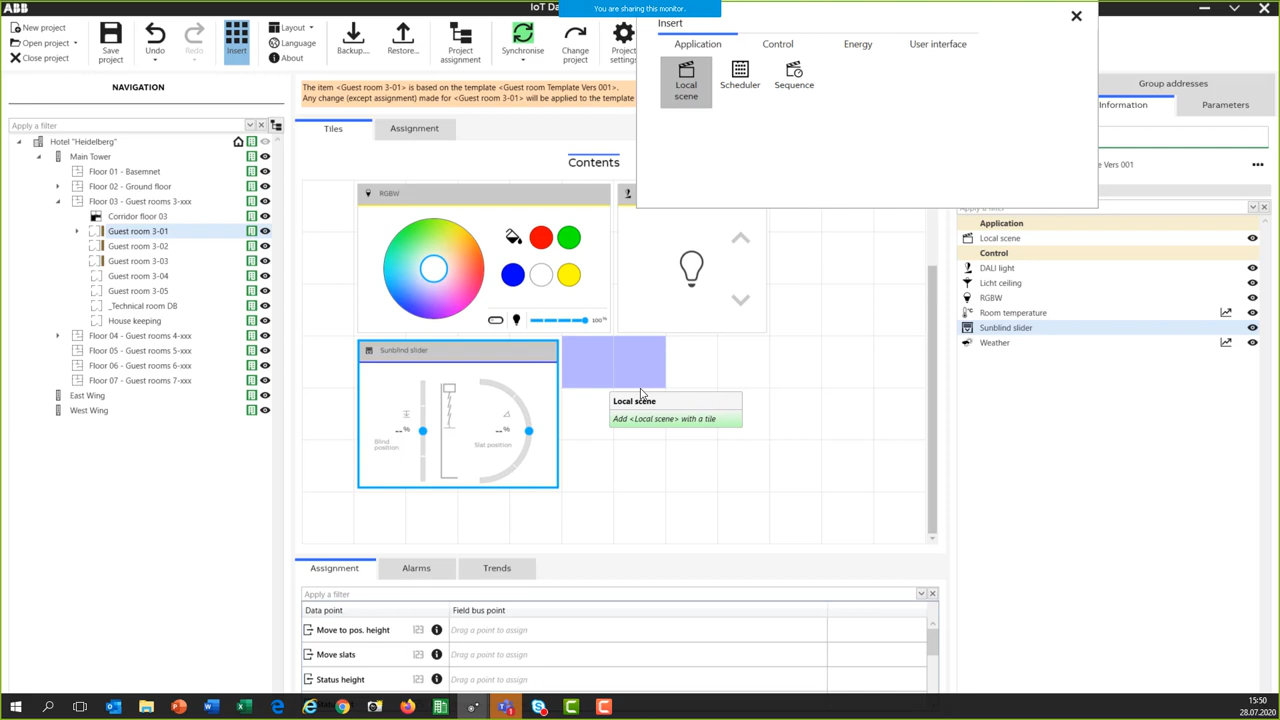 You are sharing this monitor.
ABB
IoT Da
New project
Open project
Close project
Save project
Undo
Redo
Insert
Layout
Language
About
Backup...
Restore...
Project assignment
Synchronise
Change project
Project Settings
Insert
Application
Control
Energy
User interface
Local scene
Scheduler
Sequence
NAVIGATION
Apply a filter
Hotel "Heidelberg"
Main Tower
Floor 01 - Basemnet
Floor 02 - Ground floor
Floor 03 - Guest rooms 3-xxx
Corridor floor 03
Guest room 3-01
Guest room 3-02
Guest room 3-03
Guest room 3-04
Guest room 3-05
_Technical room DB
House keeping
Floor 04 - Guest rooms 4-xxx
Floor 05 - Guest rooms 5-xxx
Floor 06 - Guest rooms 6-xxx
Floor 07 - Guest rooms 7-xxx
East Wing
West Wing
The item <Guest room 3-01> is based on the template <Guest room Template Vers 001>.
Any change (except assignment) made for <Guest room 3-01> will be applied to the template
Tiles
Assignment
Contents
RGBW
100 %
Sunblind slider
--%
Blind position
--%
Slat position
Local scene
Add <Local scene> with a tile
Assignment
Alarms
Trends
Apply a filter
Data point
Field bus point
Move to pos. height
123
Drag a point to assign
Move slats
123
Drag a point to assign
Status height
123
Drag a point to assign
Group addresses
Information
Parameters
e Vers 001
Application
Local scene
Control
DALI light
Licht ceiling
RGBW
Room temperature
Sunblind slider
Weather
15:50
28.07.2020